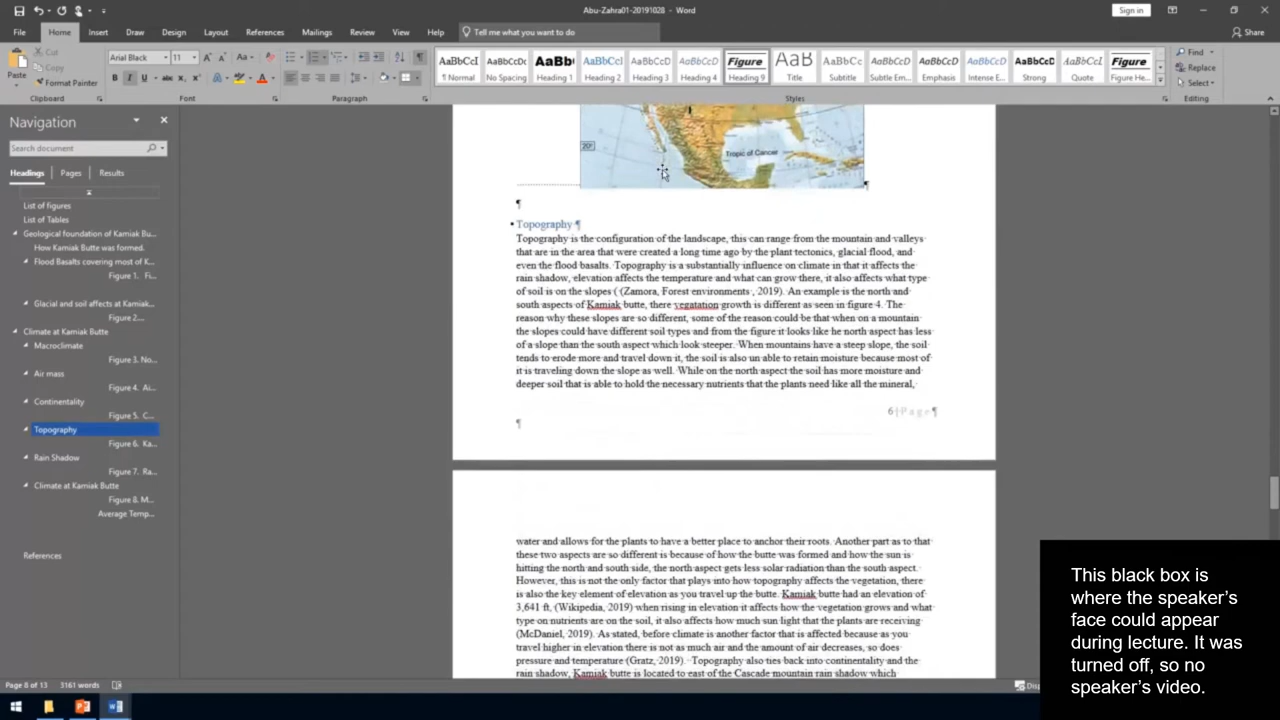 Abu-Zahra01-20191028 - Word
Sign in
File Home Insert Draw Design Layout References Mailings Review View Help Tell me what you want to do
Share
Paste
Cut
Copy
Format Painter
Clipboard
Arial Black 11
Font
Paragraph
AaBbCcI AaBbCcDc AaBbC AaBbCcI AaBbCcD AaBbCcD Figure AaB AaBbCc AaBbCcD AaBbCcD AaBbCcD AaBbCcD AaBbCcI Figure
¶ Normal No Spacing Heading 1 Heading 2 Heading 3 Heading 4 Heading 9 Title Subtitle Subtle Em... Emphasis Intense E... Strong Quote Figure He...
Styles
Find
Replace
Select
Editing
Navigation
Search document
Headings Pages Results
List of figures
List of Tables
Geological foundation of Kamiak Bu...
How Kamiak Butte was formed.
Flood Basalts covering most of K...
Figure 1. Fi...
Glacial and soil affects at Kamiak...
Figure 2....
Climate at Kamiak Butte
Macroclimate
Figure 3. No...
Air mass
Figure 4. Ai...
Continentality
Figure 5. C...
Topography
Figure 6. Ka...
Rain Shadow
Figure 7. Ra...
Climate at Kamiak Butte
Figure 8. M...
Average Temp...
References
20°
Tropic of Cancer
¶
Topography ¶
Topography is the configuration of the landscape, this can range from the mountain and valleys
that are in the area that were created a long time ago by the plant tectonics, glacial flood, and
even the flood basalts. Topography is a substantially influence on climate in that it affects the
rain shadow, elevation affects the temperature and what can grow there, it also affects what type
of soil is on the slopes ( (Zamora, Forest environments , 2019). An example is the north and
south aspects of Kamiak butte, there vegatation growth is different as seen in figure 4. The
reason why these slopes are so different, some of the reason could be that when on a mountain
the slopes could have different soil types and from the figure it looks like he north aspect has less
of a slope than the south aspect which look steeper. When mountains have a steep slope, the soil
tends to erode more and travel down it, the soil is also un able to retain moisture because most of
it is traveling down the slope as well. While on the north aspect the soil has more moisture and
deeper soil that is able to hold the necessary nutrients that the plants need like all the mineral,
6 | Page ¶
¶
water and allows for the plants to have a better place to anchor their roots. Another part as to that
these two aspects are so different is because of how the butte was formed and how the sun is
hitting the north and south side, the north aspect gets less solar radiation than the south aspect.
However, this is not the only factor that plays into how topography affects the vegetation, there
is also the key element of elevation as you travel up the butte. Kamiak butte had an elevation of
3,641 ft, (Wikipedia, 2019) when rising in elevation it affects how the vegetation grows and what
type on nutrients are on the soil, it also affects how much sun light that the plants are receiving
(McDaniel, 2019). As stated, before climate is another factor that is affected because as you
travel higher in elevation there is not as much air and the amount of air decreases, so does
pressure and temperature (Gratz, 2019). Topography also ties back into continentality and the
rain shadow, Kamiak butte is located to east of the Cascade mountain rain shadow which
Page 8 of 13 3161 words
This black box is
where the speaker's
face could appear
during lecture. It was
turned off, so no
speaker's video.